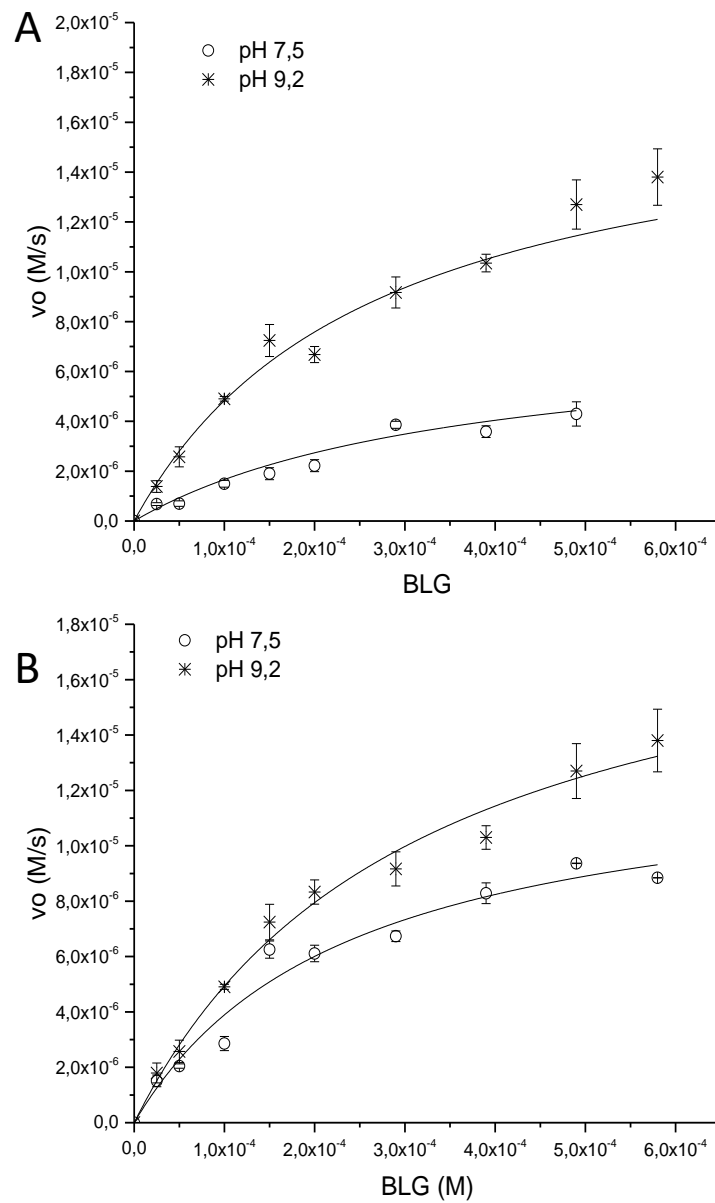 A
pH 7,5
pH 9,2
2,0x10⁻⁵
1,8x10⁻⁵
1,6x10⁻⁵
1,4x10⁻⁵
1,2x10⁻⁵
1,0x10⁻⁵
8,0x10⁻⁶
6,0x10⁻⁶
4,0x10⁻⁶
2,0x10⁻⁶
0,0
vo (M/s)
0,0 1,0x10⁻⁴ 2,0x10⁻⁴ 3,0x10⁻⁴ 4,0x10⁻⁴ 5,0x10⁻⁴ 6,0x10⁻⁴
BLG
B
pH 7,5
pH 9,2
1,8x10⁻⁵
1,6x10⁻⁵
1,4x10⁻⁵
1,2x10⁻⁵
1,0x10⁻⁵
8,0x10⁻⁶
6,0x10⁻⁶
4,0x10⁻⁶
2,0x10⁻⁶
0,0
vo (M/s)
0,0 1,0x10⁻⁴ 2,0x10⁻⁴ 3,0x10⁻⁴ 4,0x10⁻⁴ 5,0x10⁻⁴ 6,0x10⁻⁴
BLG (M)